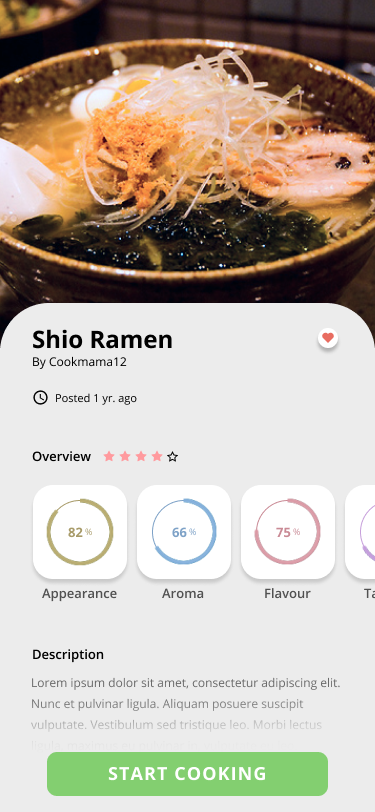 Shio Ramen
By Cookmama12
Posted 1 yr. ago
Overview
82 %
66 %
75 %
Appearance
Aroma
Flavour
Ta
Description
Lorem ipsum dolor sit amet, consectetur adipiscing elit.
Nunc et pulvinar ligula. Aliquam posuere suscipit
vulputate. Vestibulum sed tristique leo. Morbi lectus
START COOKING